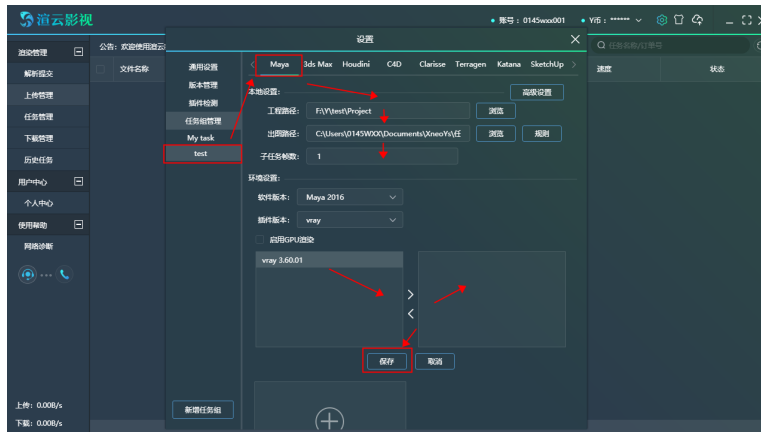 渲云影视
账号：0145wxx001
Yifi： ******
渲染管理
解析提交
上传管理
任务管理
下载管理
历史任务
用户中心
个人中心
使用帮助
网络诊断
上传： 0.00B/s
下载： 0.00B/s
公告：欢迎使用渲云
文件名称
任务名称/订单号
速度
状态
设置
通用设置
版本管理
插件检测
任务组管理
My task
test
新增任务组
Maya
3ds Max
Houdini
C4D
Clarisse
Terragen
Katana
SketchUp
本地设置：
高级设置
工程路径：
F:\Y\test\Project
浏览
出图路径：
C:\Users\0145WXX\Documents\XneoYs\任
浏览
规则
子任务帧数：
1
环境设置：
软件版本：
Maya 2016
插件版本：
vray
启用GPU渲染
vray 3.60.01
保存
取消